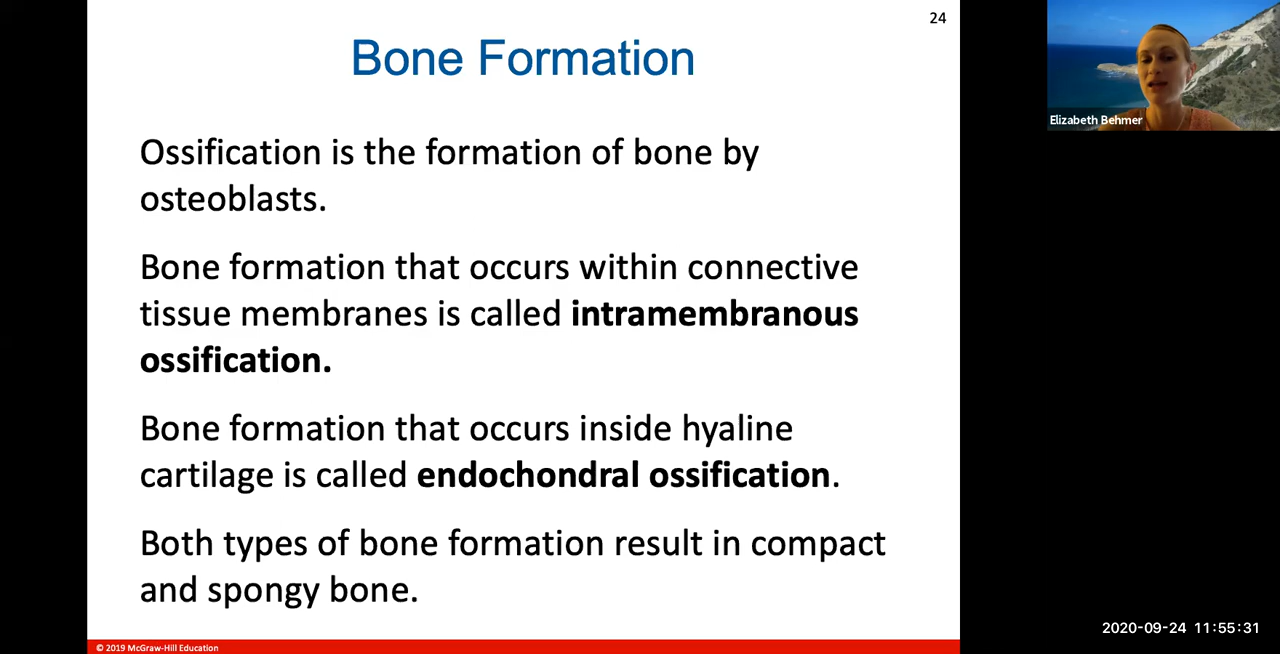 24
Bone Formation
Ossification is the formation of bone by
osteoblasts.
Bone formation that occurs within connective
tissue membranes is called intramembranous
ossification.
Bone formation that occurs inside hyaline
cartilage is called endochondral ossification.
Both types of bone formation result in compact
and spongy bone.
© 2019 McGraw-Hill Education
Elizabeth Behmer
2020-09-24 11:55:31